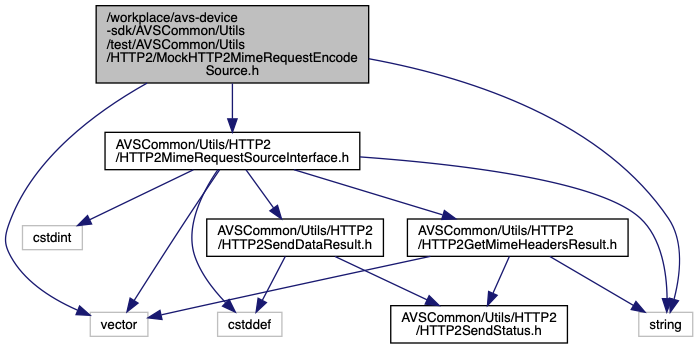 /workplace/avs-device
-sdk/AVSCommon/Utils
/test/AVSCommon/Utils
/HTTP2/MockHTTP2MimeRequestEncode
Source.h
AVSCommon/Utils/HTTP2
/HTTP2MimeRequestSourceInterface.h
cstdint
AVSCommon/Utils/HTTP2
/HTTP2SendDataResult.h
AVSCommon/Utils/HTTP2
/HTTP2GetMimeHeadersResult.h
vector
cstddef
AVSCommon/Utils/HTTP2
/HTTP2SendStatus.h
string